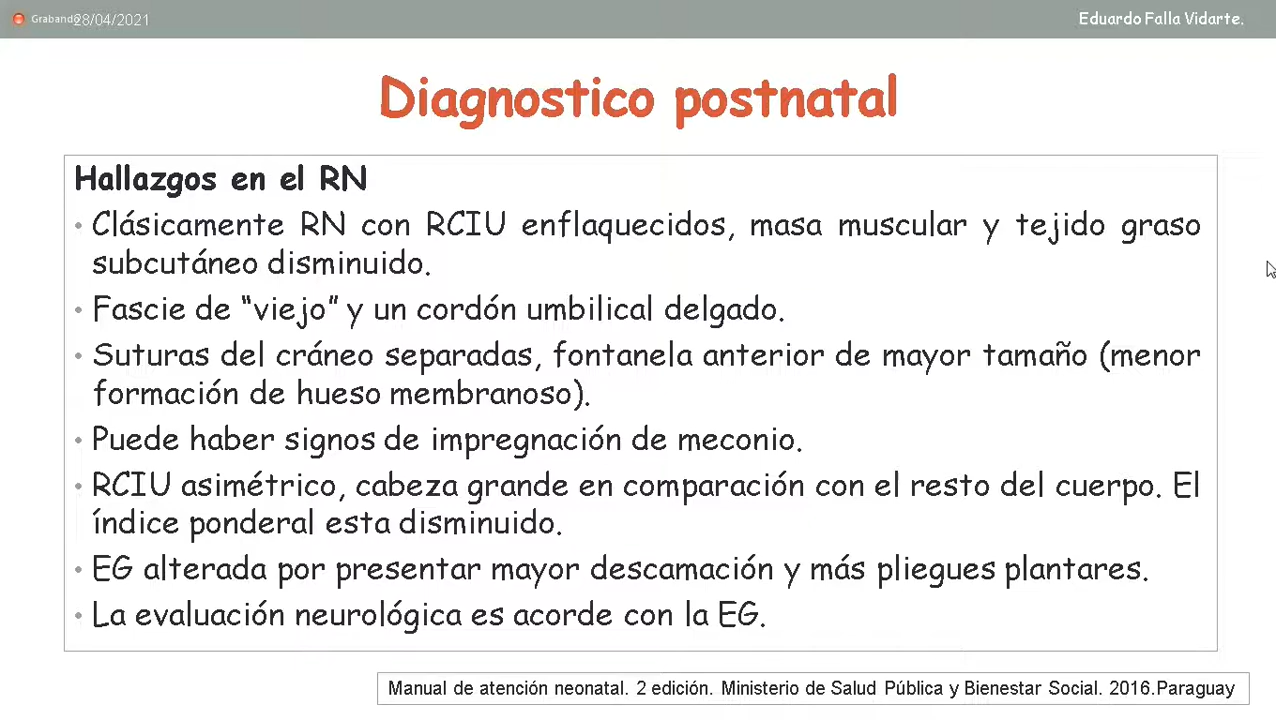 Grabando
28/04/2021
Eduardo Falla Vidarte.
Diagnostico postnatal
Hallazgos en el RN
• Clásicamente RN con RCIU enflaquecidos, masa muscular y tejido graso
subcutáneo disminuido.
• Fascie de “viejo” y un cordón umbilical delgado.
• Suturas del cráneo separadas, fontanela anterior de mayor tamaño (menor
formación de hueso membranoso).
• Puede haber signos de impregnación de meconio.
• RCIU asimétrico, cabeza grande en comparación con el resto del cuerpo. El
índice ponderal esta disminuido.
• EG alterada por presentar mayor descamación y más pliegues plantares.
• La evaluación neurológica es acorde con la EG.
Manual de atención neonatal. 2 edición. Ministerio de Salud Pública y Bienestar Social. 2016.Paraguay